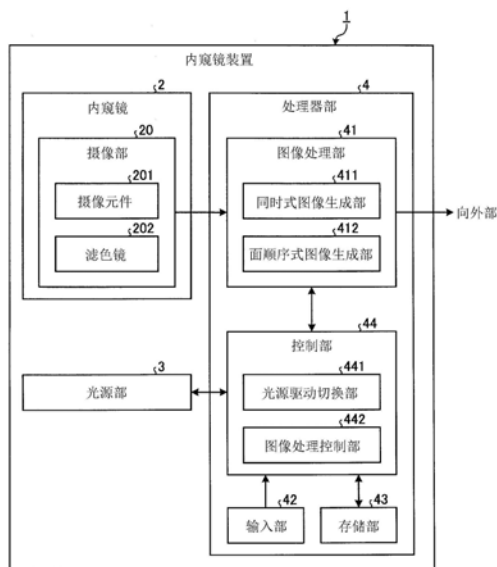 1
内窥镜装置
2
内窥镜
20
摄像部
201
摄像元件
202
滤色镜
4
处理器部
41
图像处理部
411
同时式图像生成部
412
面顺序式图像生成部
向外部
3
光源部
44
控制部
441
光源驱动切换部
442
图像处理控制部
42
输入部
43
存储部